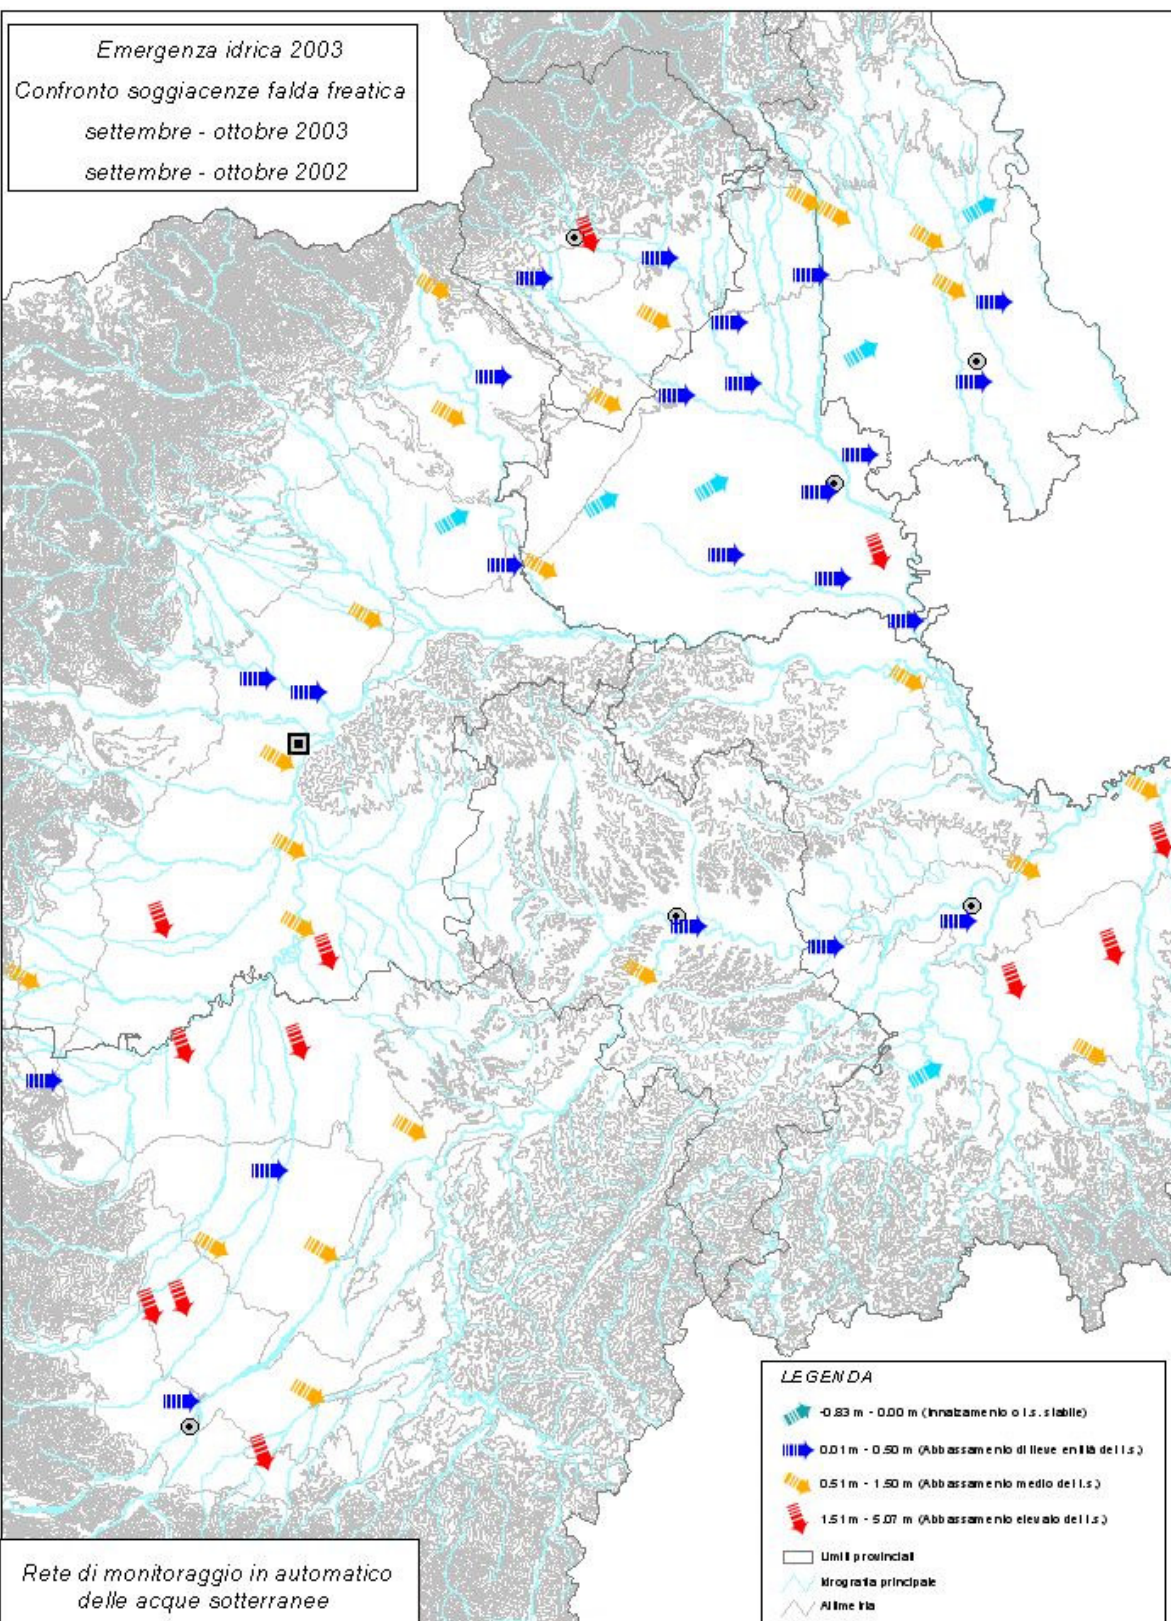 Emergenza idrica 2003
Confronto soggiacenze falda freatica
settembre - ottobre 2003
settembre - ottobre 2002
LEGENDA
-0.83 m - 0.00 m (Innalzamento o l.s. stabile)
0.01 m - 0.50 m (Abbassamento di lieve entità del l.s.)
0.51 m - 1.50 m (Abbassamento medio del l.s.)
1.51 m - 5.07 m (Abbassamento elevato del l.s.)
Limiti provinciali
Idrografia principale
Altimetria
Rete di monitoraggio in automatico
delle acque sotterranee